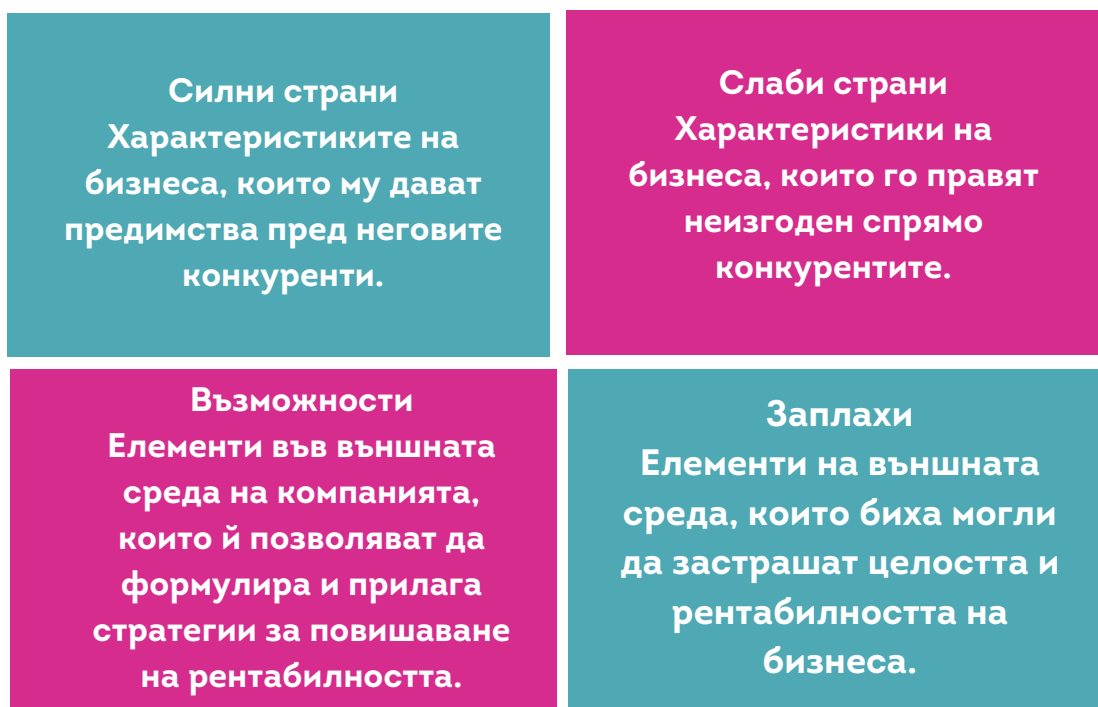 Силни страни
Характеристиките на
бизнеса, които му дават
предимства пред неговите
конкуренти.
Слаби страни
Характеристики на
бизнеса, които го правят
неизгоден спрямо
конкурентите.
Възможности
Елементи във външната
среда на компанията,
които й позволяват да
формулира и прилага
стратегии за повишаване
на рентабилността.
Заплахи
Елементи на външната
среда, които биха могли
да застрашат целостта и
рентабилността на
бизнеса.